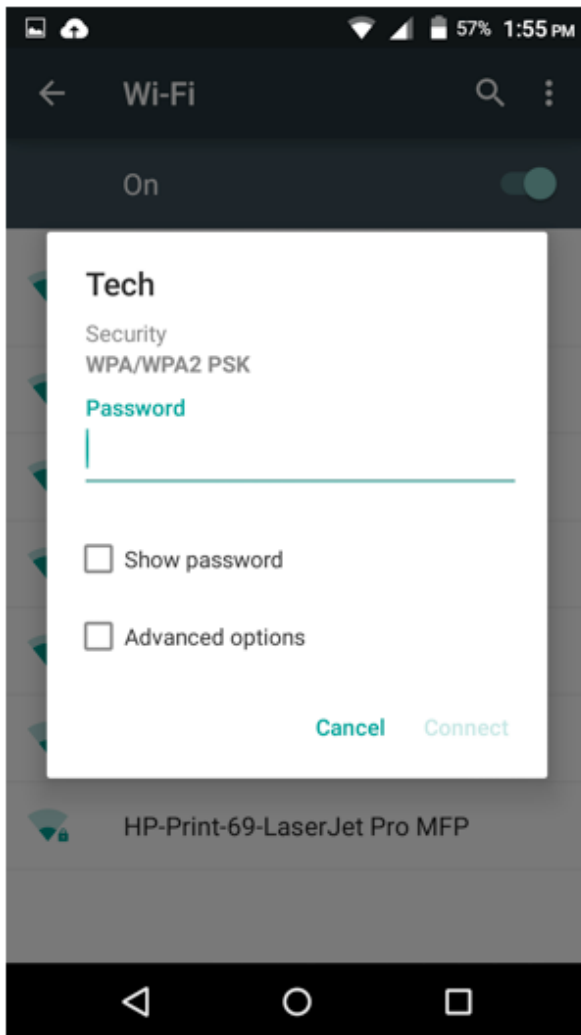 57% 1:55 PM
Wi-Fi
On
Tech
Security
WPA/WPA2 PSK
Password
Show password
Advanced options
Cancel Connect
HP-Print-69-LaserJet Pro MFP